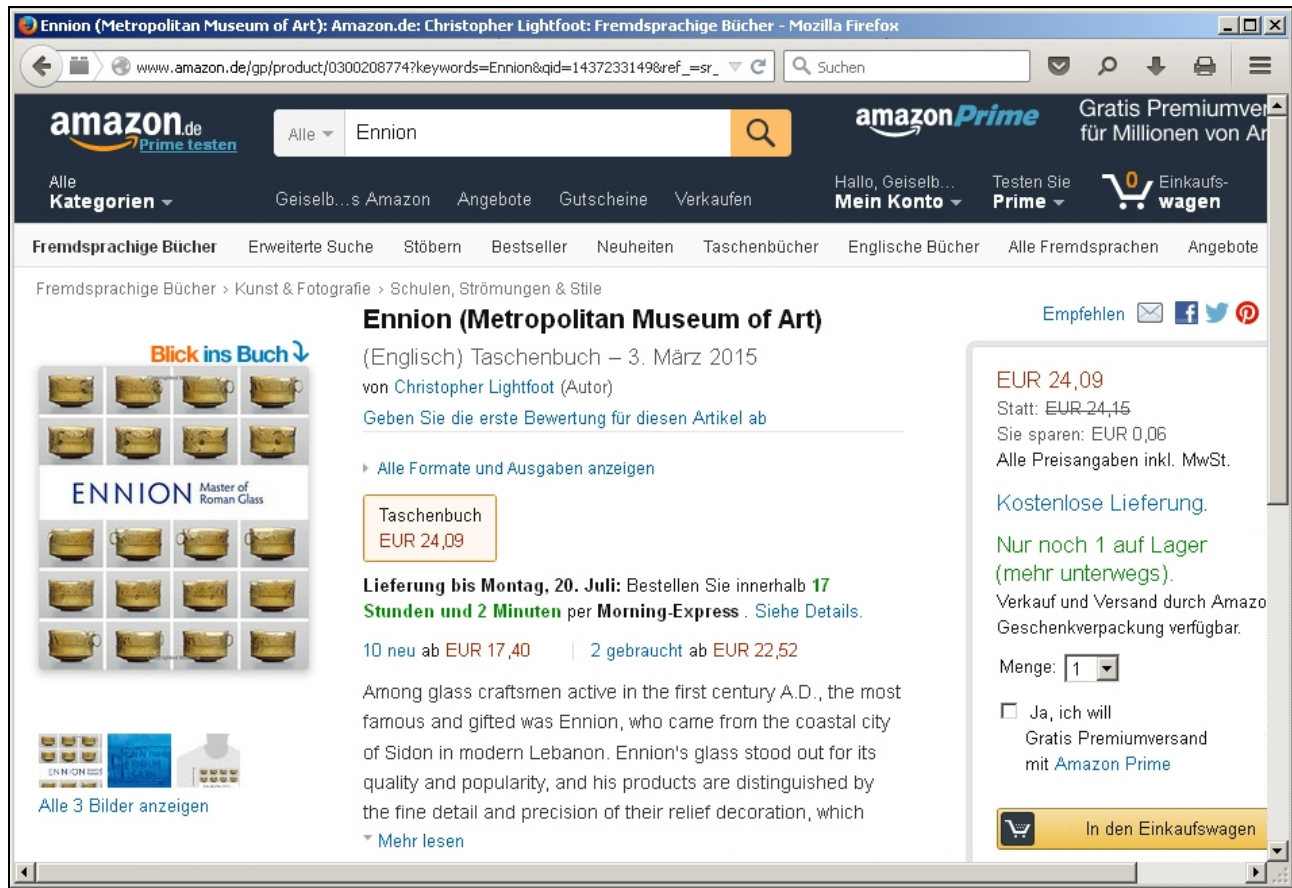 Ennion (Metropolitan Museum of Art): Amazon.de: Christopher Lightfoot: Fremdsprachige Bücher - Mozilla Firefox
www.amazon.de/gp/product/0300208774?keywords=Ennion&qid=1437233149&ref_=sr_
Suchen
amazon.de
Prime testen
Alle
Ennion
amazonPrime
Gratis Premiumver
für Millionen von Ar
Alle
Kategorien
Geiselb...s Amazon Angebote Gutscheine Verkaufen
Hallo, Geiselb...
Mein Konto
Testen Sie
Prime
0
Einkaufs-
wagen
Fremdsprachige Bücher Erweiterte Suche Stöbern Bestseller Neuheiten Taschenbücher Englische Bücher Alle Fremdsprachen Angebote
Fremdsprachige Bücher › Kunst & Fotografie › Schulen, Strömungen & Stile
Blick ins Buch
ENNION Master of
Roman Glass
Alle 3 Bilder anzeigen
Ennion (Metropolitan Museum of Art)
(Englisch) Taschenbuch – 3. März 2015
von Christopher Lightfoot (Autor)
Geben Sie die erste Bewertung für diesen Artikel ab
Alle Formate und Ausgaben anzeigen
Taschenbuch
EUR 24,09
Lieferung bis Montag, 20. Juli: Bestellen Sie innerhalb 17
Stunden und 2 Minuten per Morning-Express . Siehe Details.
10 neu ab EUR 17,40 | 2 gebraucht ab EUR 22,52
Among glass craftsmen active in the first century A.D., the most
famous and gifted was Ennion, who came from the coastal city
of Sidon in modern Lebanon. Ennion's glass stood out for its
quality and popularity, and his products are distinguished by
the fine detail and precision of their relief decoration, which
Mehr lesen
Empfehlen
EUR 24,09
Statt: EUR 24,15
Sie sparen: EUR 0,06
Alle Preisangaben inkl. MwSt.
Kostenlose Lieferung.
Nur noch 1 auf Lager
(mehr unterwegs).
Verkauf und Versand durch Amazo
Geschenkverpackung verfügbar.
Menge: 1
Ja, ich will
Gratis Premiumversand
mit Amazon Prime
In den Einkaufswagen